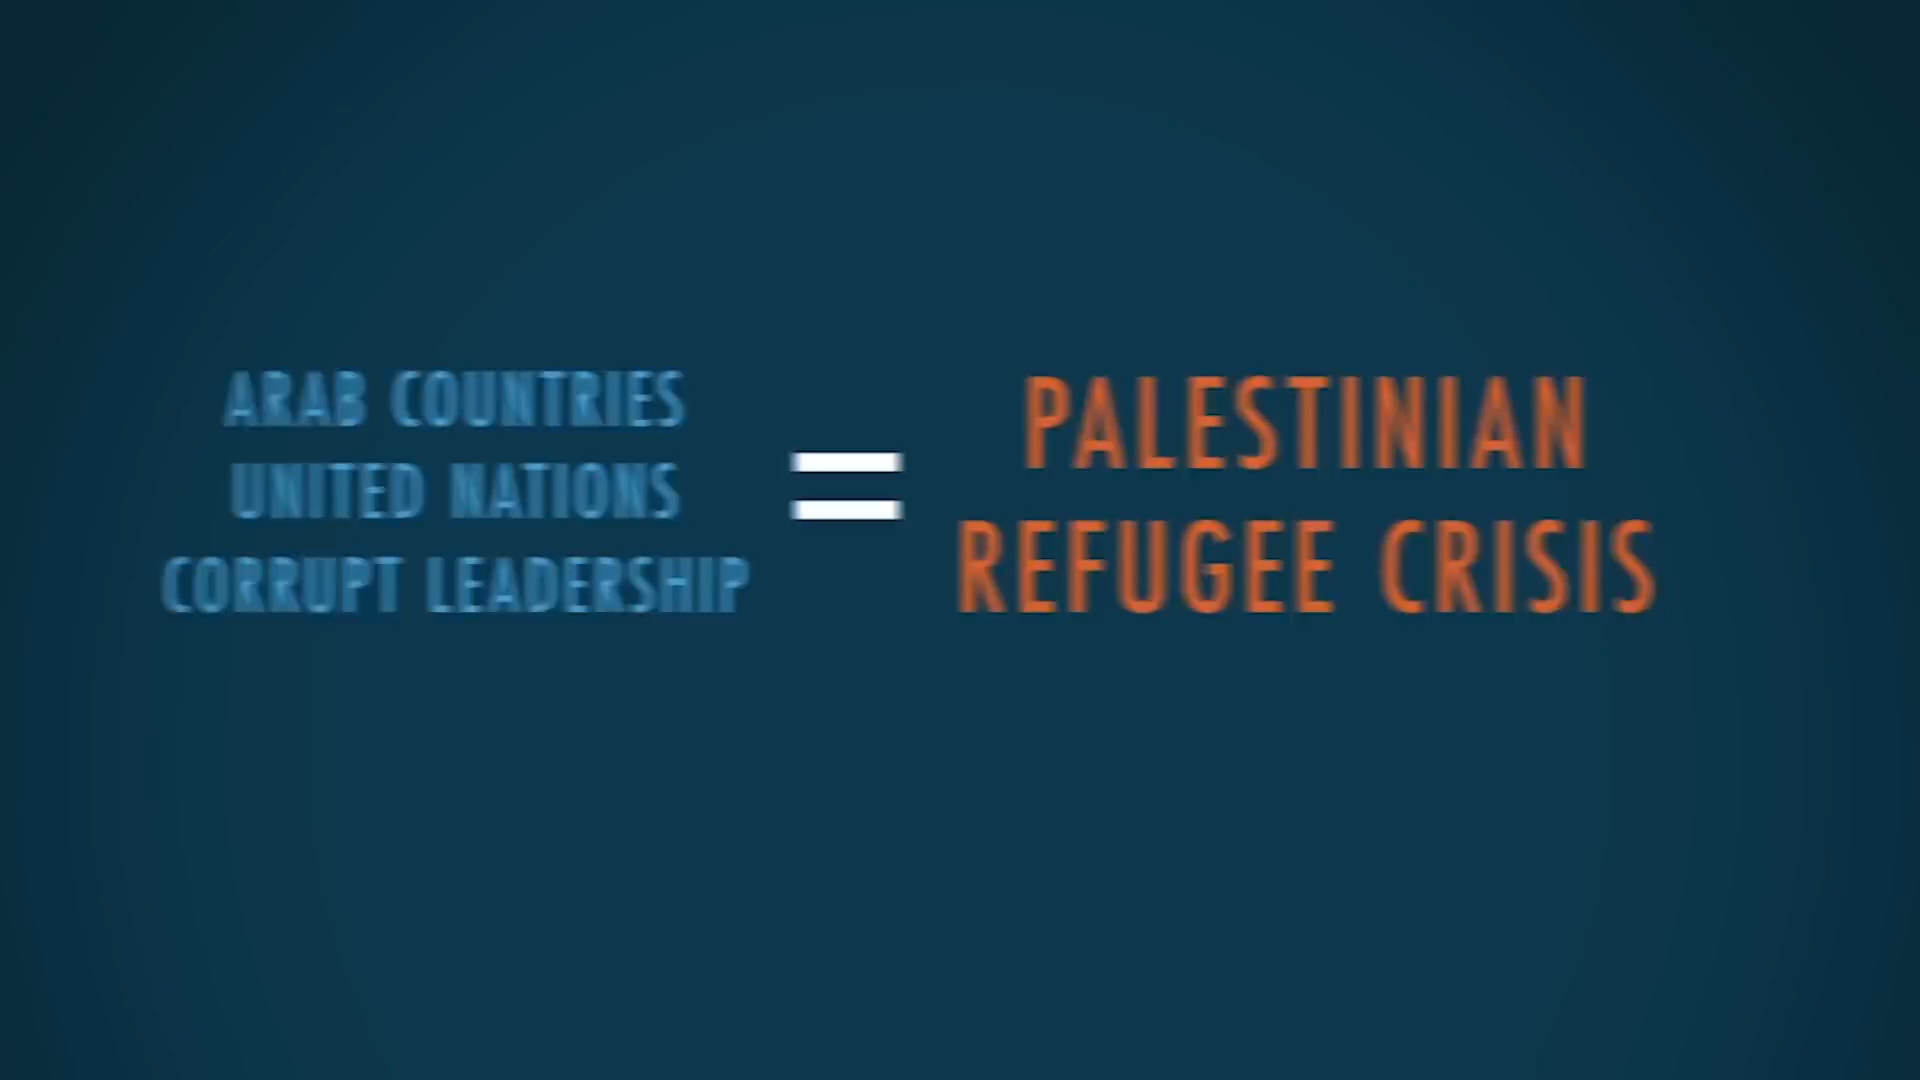 ARAB COUNTRIES
UNITED NATIONS
CORRUPT LEADERSHIP
=
PALESTINIAN
REFUGEE CRISIS